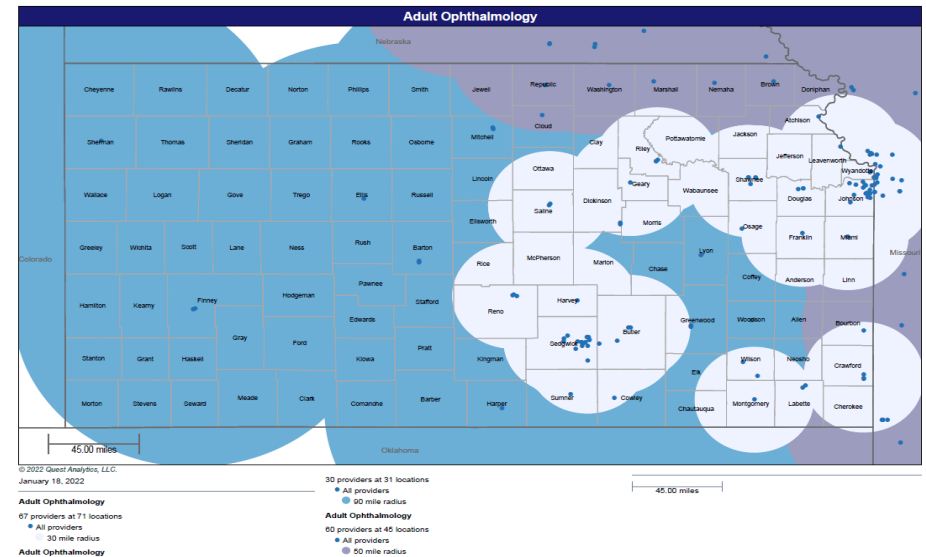 Adult Ophthalmology
Nebraska
Cheyenne Rawlins Decatur Norton Phillips Smith Jewell Republic Washington Marshall Nemaha Brown Doniphan
Sherman Thomas Sheridan Graham Rooks Osborne Mitchell Cloud Clay Riley Pottawatomie Jackson Atchison
Jefferson Leavenworth Wyandotte
Wallace Logan Gove Trego Ellis Russell Lincoln Ottawa Geary Wabaunsee Shawnee Douglas Johnson
Saline Dickinson Morris Osage Franklin Miami
Greeley Wichita Scott Lane Ness Rush Barton Ellsworth McPherson Marion Chase Lyon
Colorado
Missouri
Rice Coffey Anderson Linn
Hamilton Kearny Finney Hodgeman Pawnee Stafford Reno Harvey
Gray Ford Edwards Sedgwick Butler Greenwood Woodson Allen Bourbon
Stanton Grant Haskell Kiowa Pratt Kingman Elk Wilson Neosho Crawford
Morton Stevens Seward Meade Clark Comanche Barber Harper Sumner Cowley Chautauqua Montgomery Labette Cherokee
45.00 miles
Oklahoma
© 2022 Quest Analytics, LLC.
January 18, 2022
Adult Ophthalmology
67 providers at 71 locations
All providers
30 mile radius
Adult Ophthalmology
30 providers at 31 locations
All providers
90 mile radius
Adult Ophthalmology
60 providers at 45 locations
All providers
50 mile radius
45.00 miles